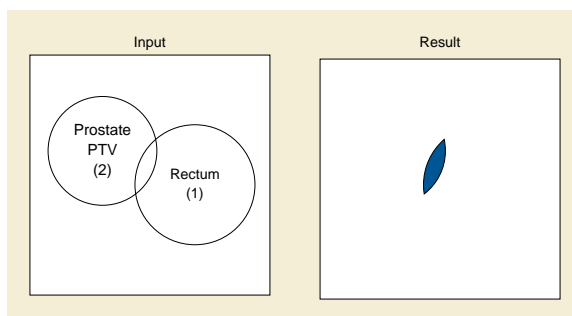 Input
Result
Prostate
PTV
(2)
Rectum
(1)